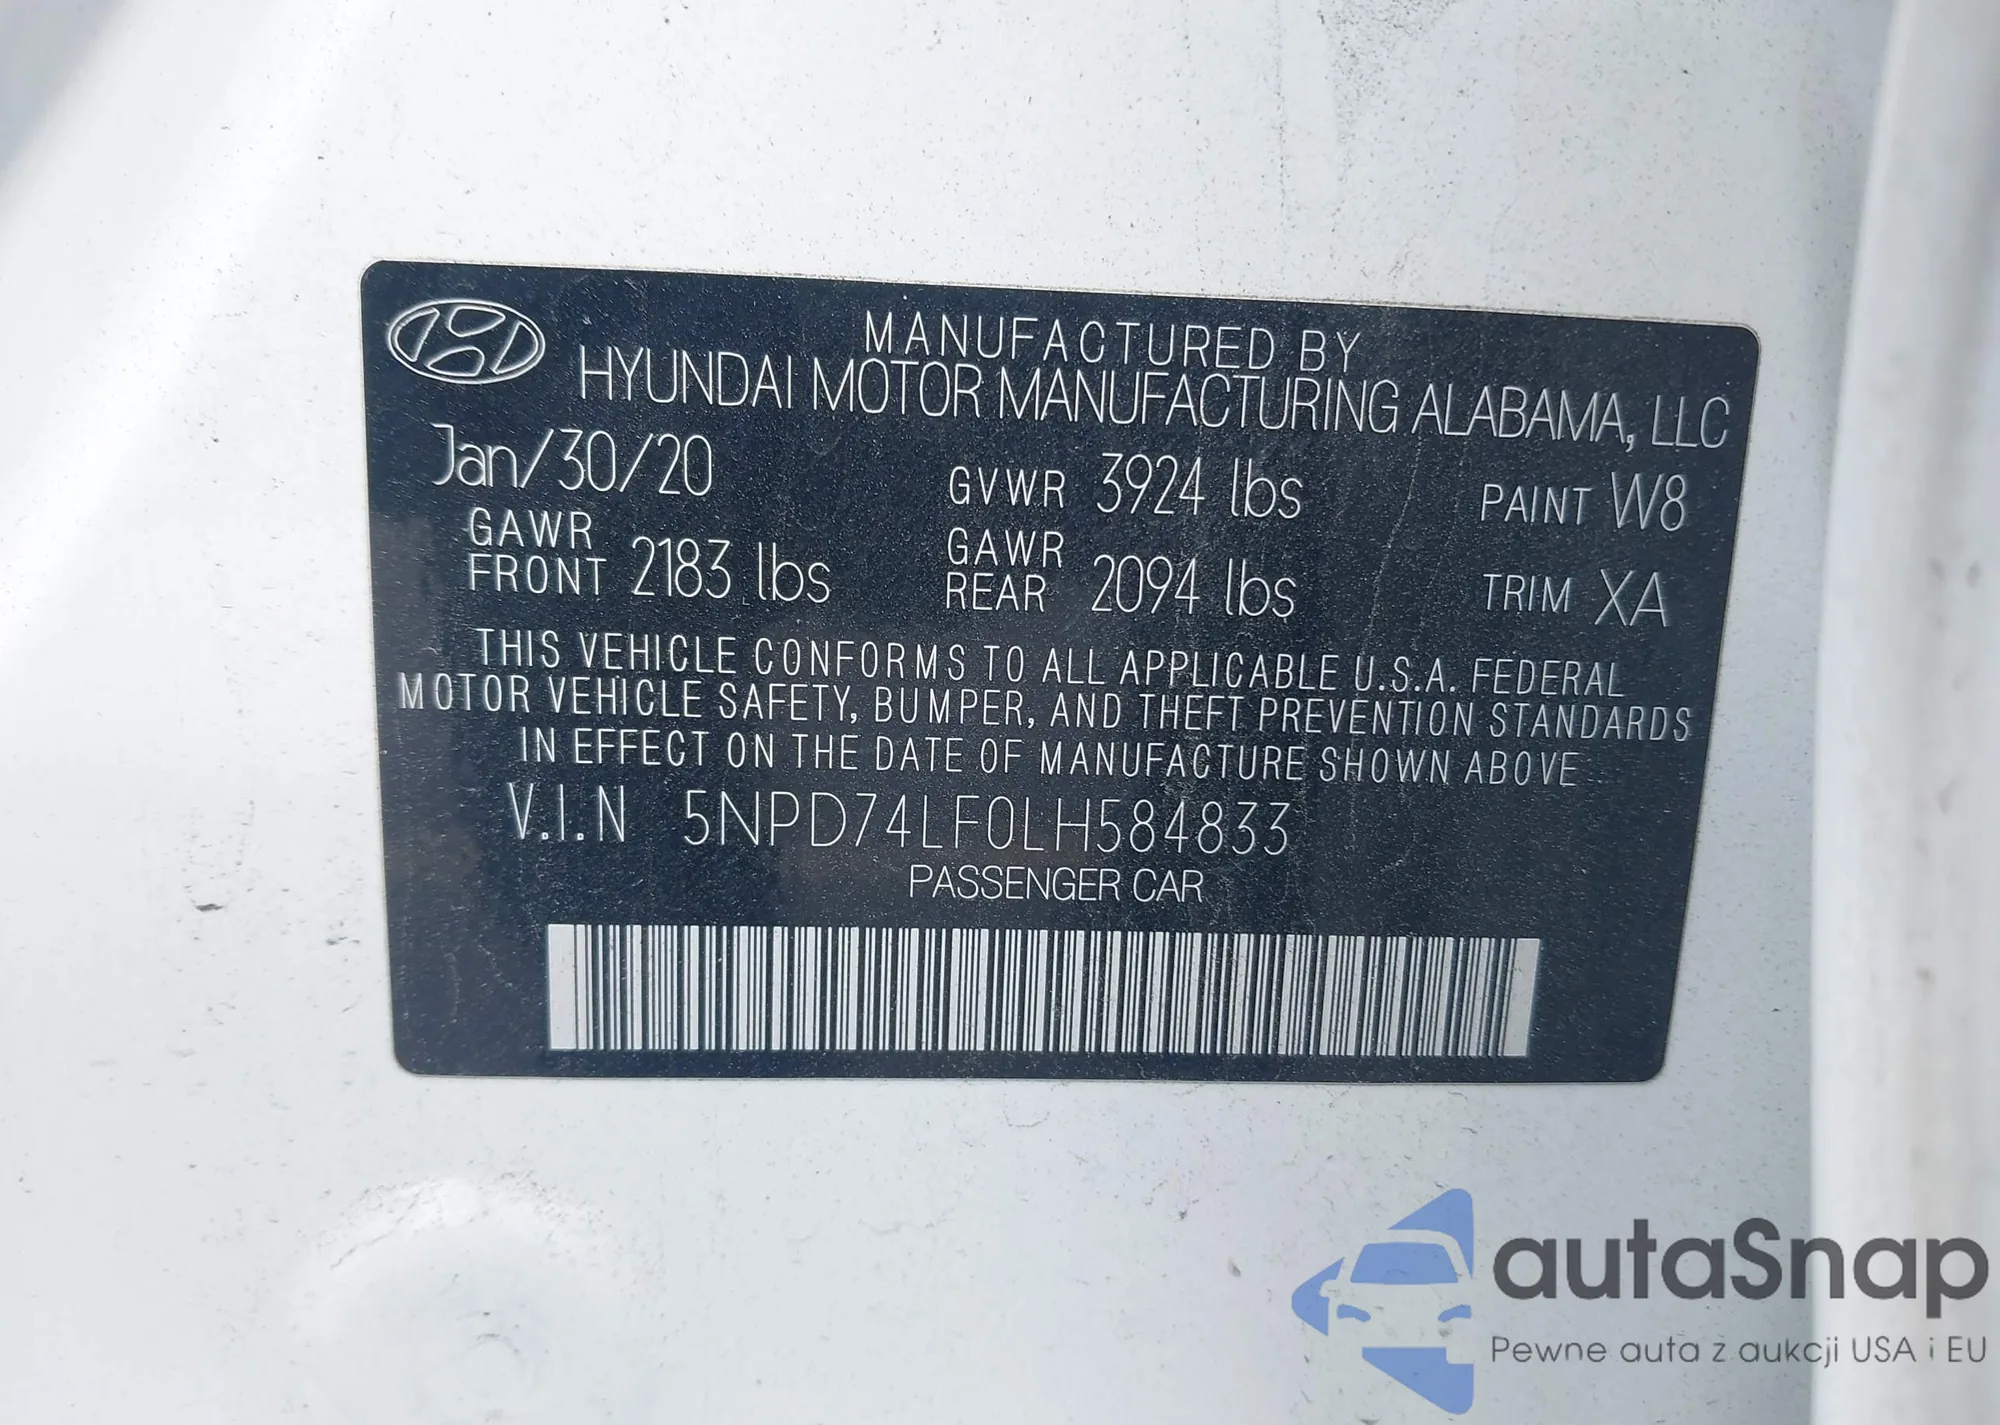 MANUFACTURED BY
HYUNDAI MOTOR MANUFACTURING ALABAMA, LLC
Jan/30/20 GVWR 3924 lbs PAINT W8
GAWR FRONT 2183 lbs GAWR REAR 2094 lbs TRIM XA
THIS VEHICLE CONFORMS TO ALL APPLICABLE U.S.A. FEDERAL
MOTOR VEHICLE SAFETY, BUMPER, AND THEFT PREVENTION STANDARDS
IN EFFECT ON THE DATE OF MANUFACTURE SHOWN ABOVE
V.I.N 5NPD74LF0LH584833
PASSENGER CAR
autaSnap
Pewne auta z aukcji USA i EU